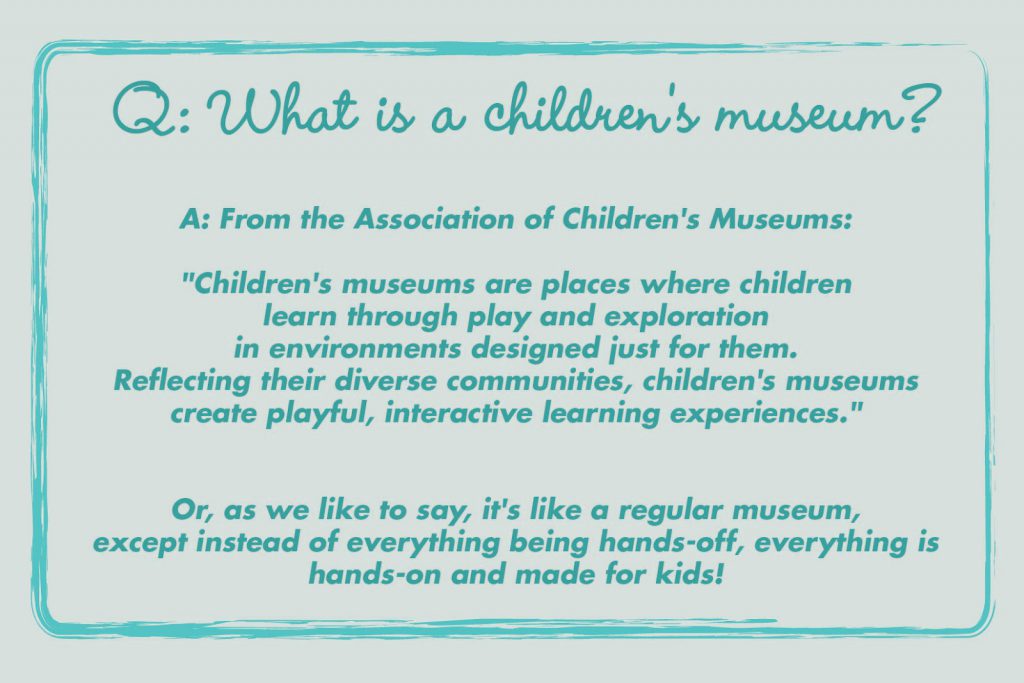 Q: What is a children's museum?
A: From the Association of Children's Museums:
"Children's museums are places where children
learn through play and exploration
in environments designed just for them.
Reflecting their diverse communities, children's museums
create playful, interactive learning experiences."
Or, as we like to say, it's like a regular museum,
except instead of everything being hands-off, everything is
hands-on and made for kids!